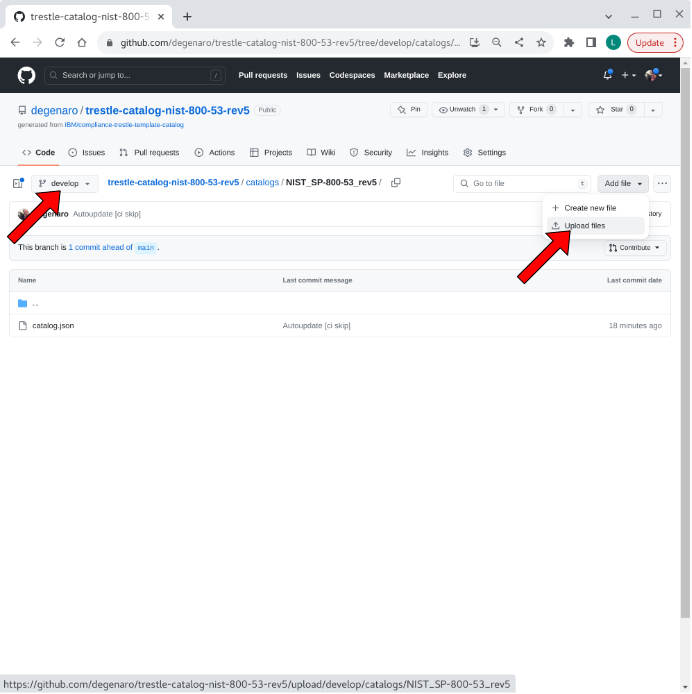 trestle-catalog-nist-800-5
github.com/degenaro/trestle-catalog-nist-800-53-rev5/tree/develop/catalogs/...
L
Update
Search or jump to...
/
Pull requests Issues Codespaces Marketplace Explore
degenaro / trestle-catalog-nist-800-53-rev5 Public
Pin Unwatch 1 Fork 0 Star 0
generated from IBM/compliance-trestle-template-catalog
Code Issues Pull requests Actions Projects Wiki Security Insights Settings
develop trestle-catalog-nist-800-53-rev5 / catalogs / NIST_SP-800-53_rev5 / Go to file t Add file
Create new file
Upload files
Autoupdate [ci skip]
This branch is 1 commit ahead of main . Contribute
Name Last commit message Last commit date
..
catalog.json Autoupdate [ci skip] 18 minutes ago
https://github.com/degenaro/trestle-catalog-nist-800-53-rev5/upload/develop/catalogs/NIST_SP-800-53_rev5